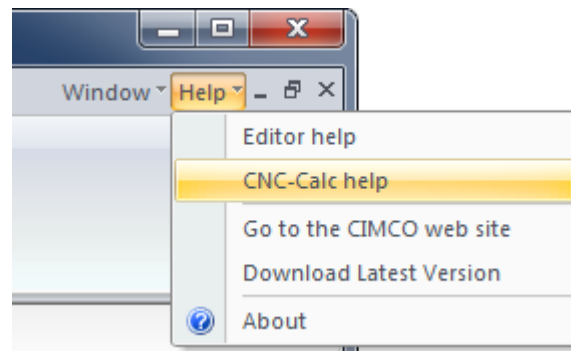 Window Help
Editor help
CNC-Calc help
Go to the CIMCO web site
Download Latest Version
About